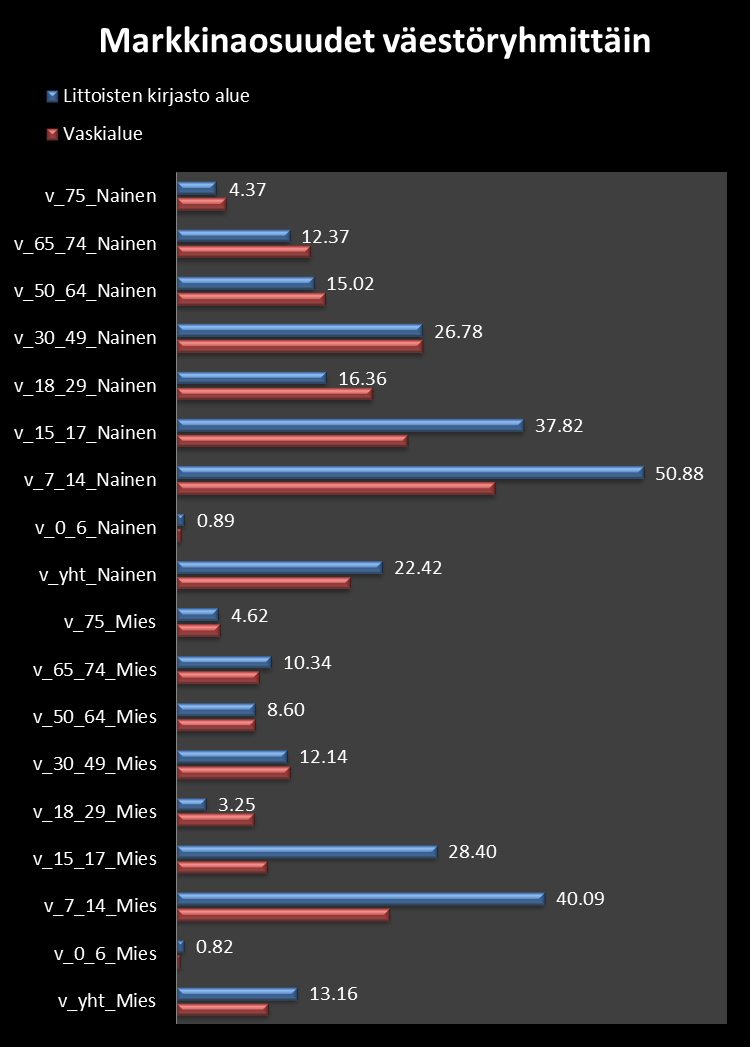 Markkinaosuudet väestöryhmittäin
Littoisten kirjasto alue
Vaskialue
v_75_Nainen 4.37
v_65_74_Nainen 12.37
v_50_64_Nainen 15.02
v_30_49_Nainen 26.78
v_18_29_Nainen 16.36
v_15_17_Nainen 37.82
v_7_14_Nainen 50.88
v_0_6_Nainen 0.89
v_yht_Nainen 22.42
v_75_Mies 4.62
v_65_74_Mies 10.34
v_50_64_Mies 8.60
v_30_49_Mies 12.14
v_18_29_Mies 3.25
v_15_17_Mies 28.40
v_7_14_Mies 40.09
v_0_6_Mies 0.82
v_yht_Mies 13.16